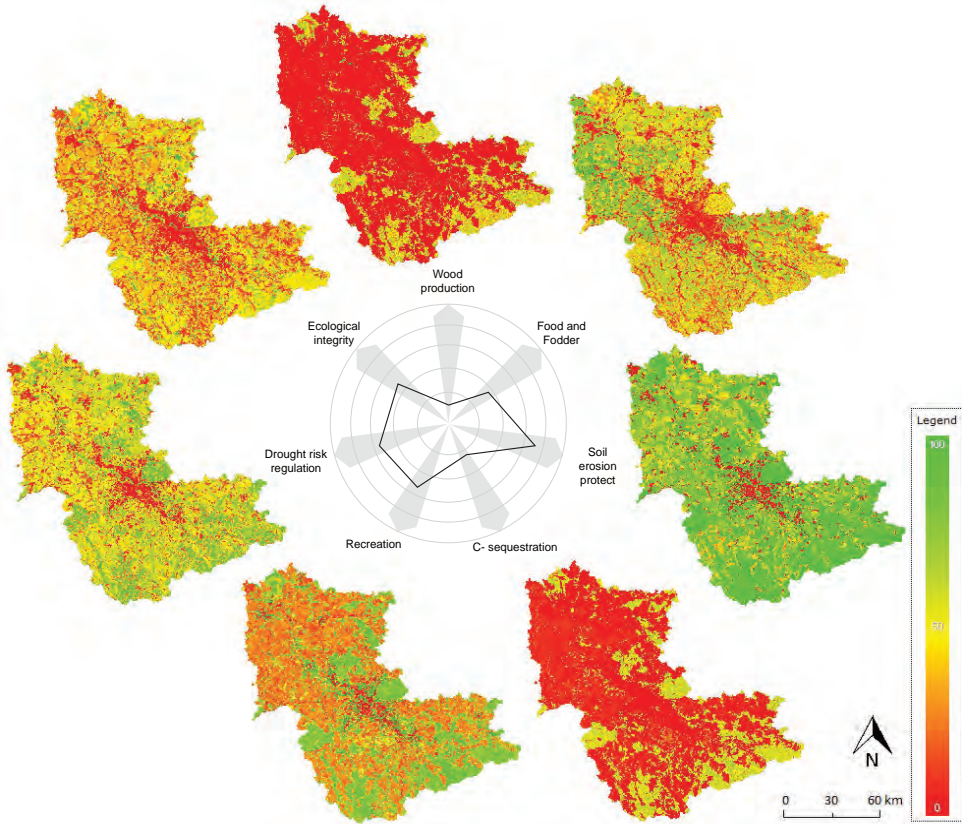 Wood
production
Ecological
integrity
Food and
Fodder
Drought risk
regulation
Soil
erosion
protect
Recreation
C- sequestration
Legend
100
50
0
N
0 30 60 km